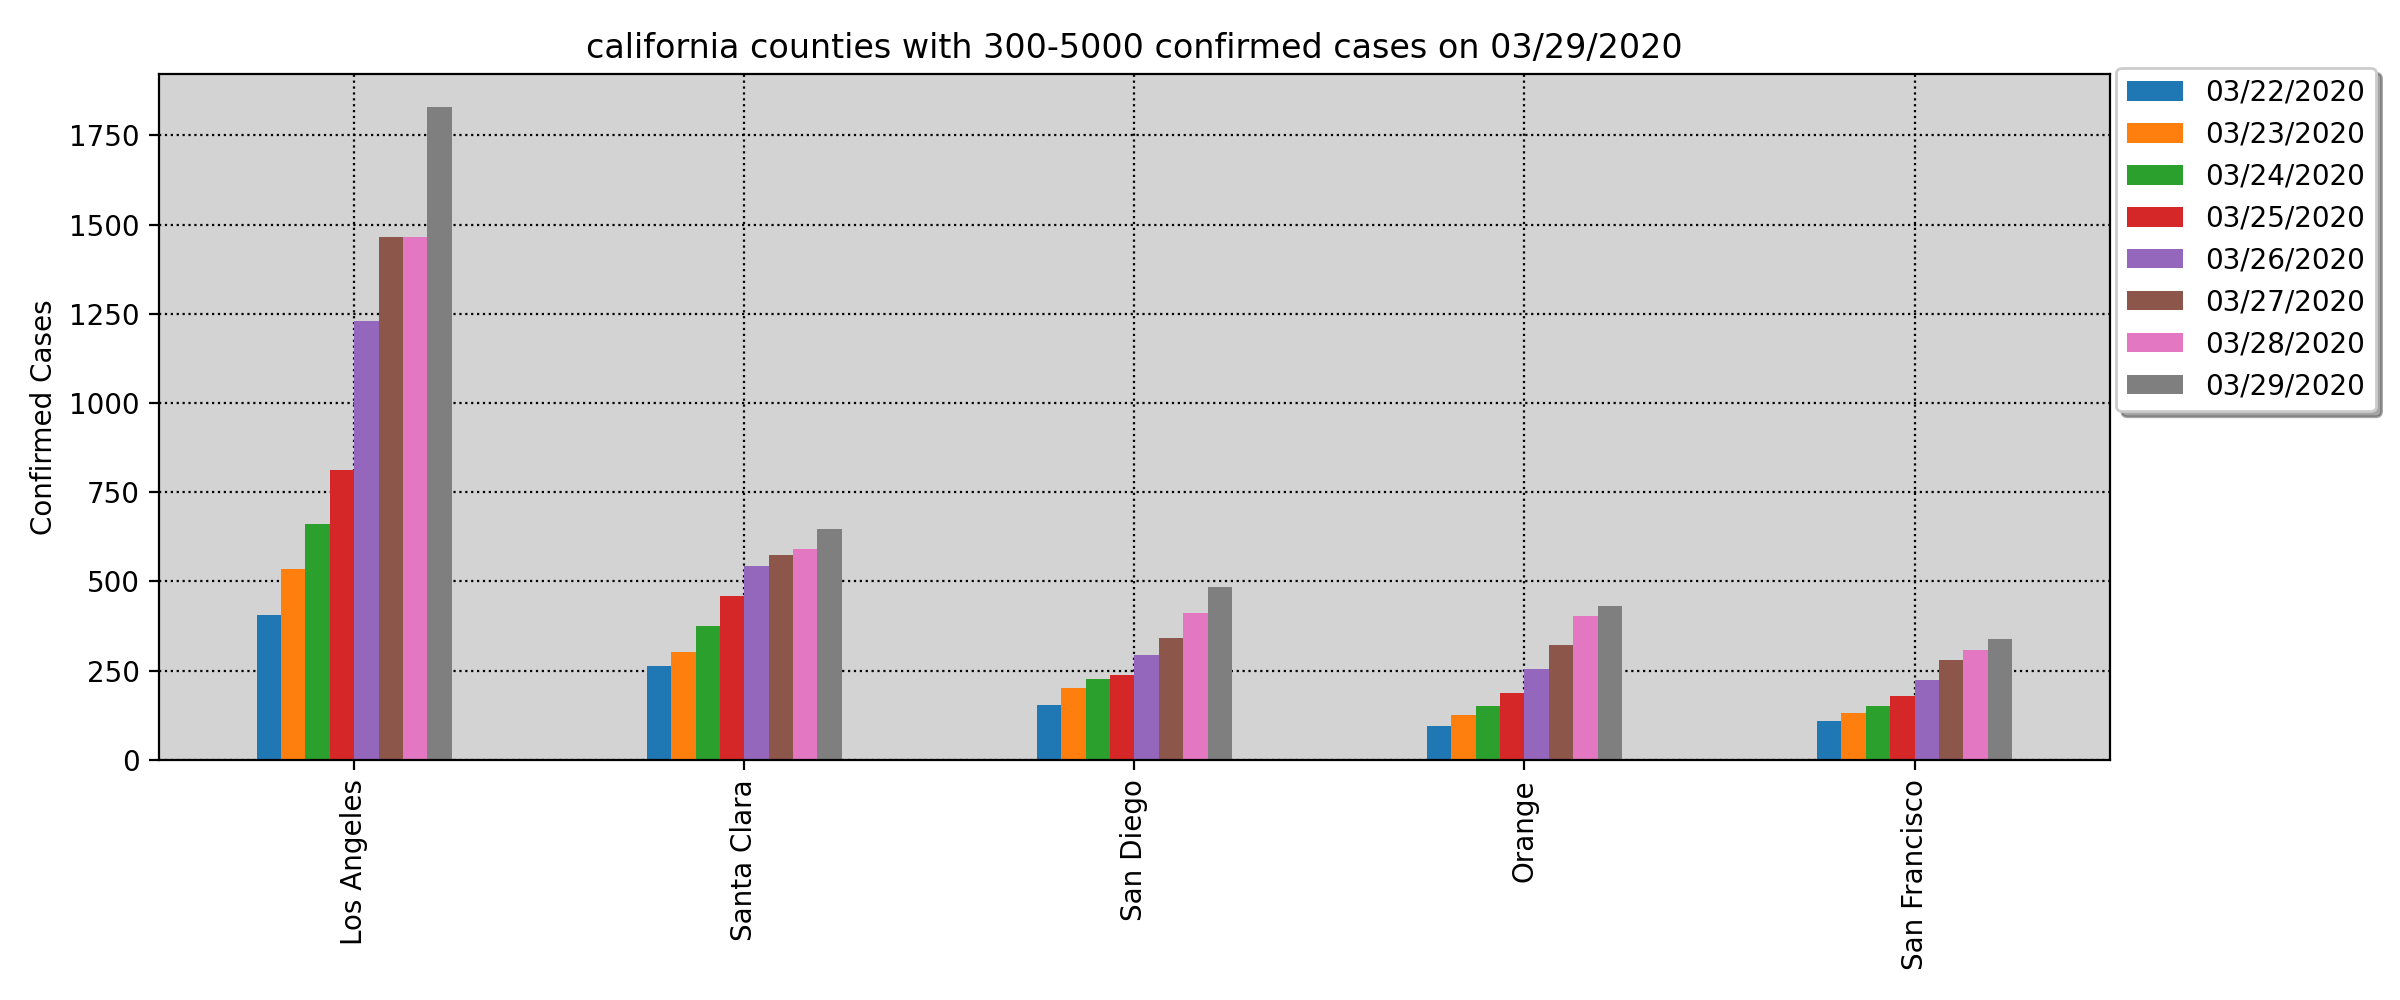 california counties with 300-5000 confirmed cases on 03/29/2020
Confirmed Cases
1750
1500
1250
1000
750
500
250
0
Los Angeles
Santa Clara
San Diego
Orange
San Francisco
03/22/2020
03/23/2020
03/24/2020
03/25/2020
03/26/2020
03/27/2020
03/28/2020
03/29/2020